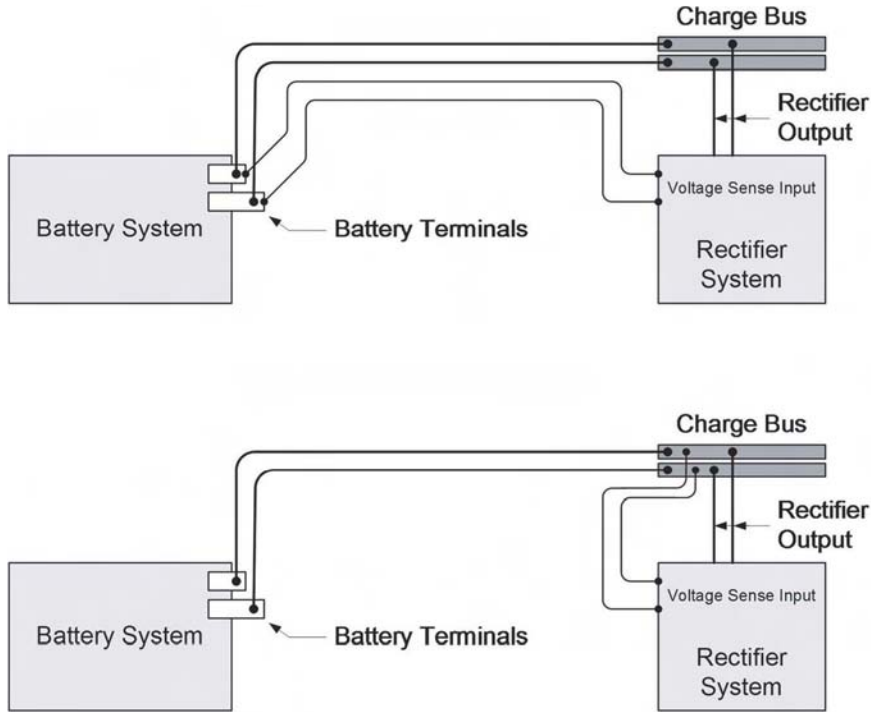 Charge Bus
Rectifier
Output
Voltage Sense Input
Battery System
Battery Terminals
Rectifier
System
Charge Bus
Rectifier
Output
Voltage Sense Input
Battery System
Battery Terminals
Rectifier
System